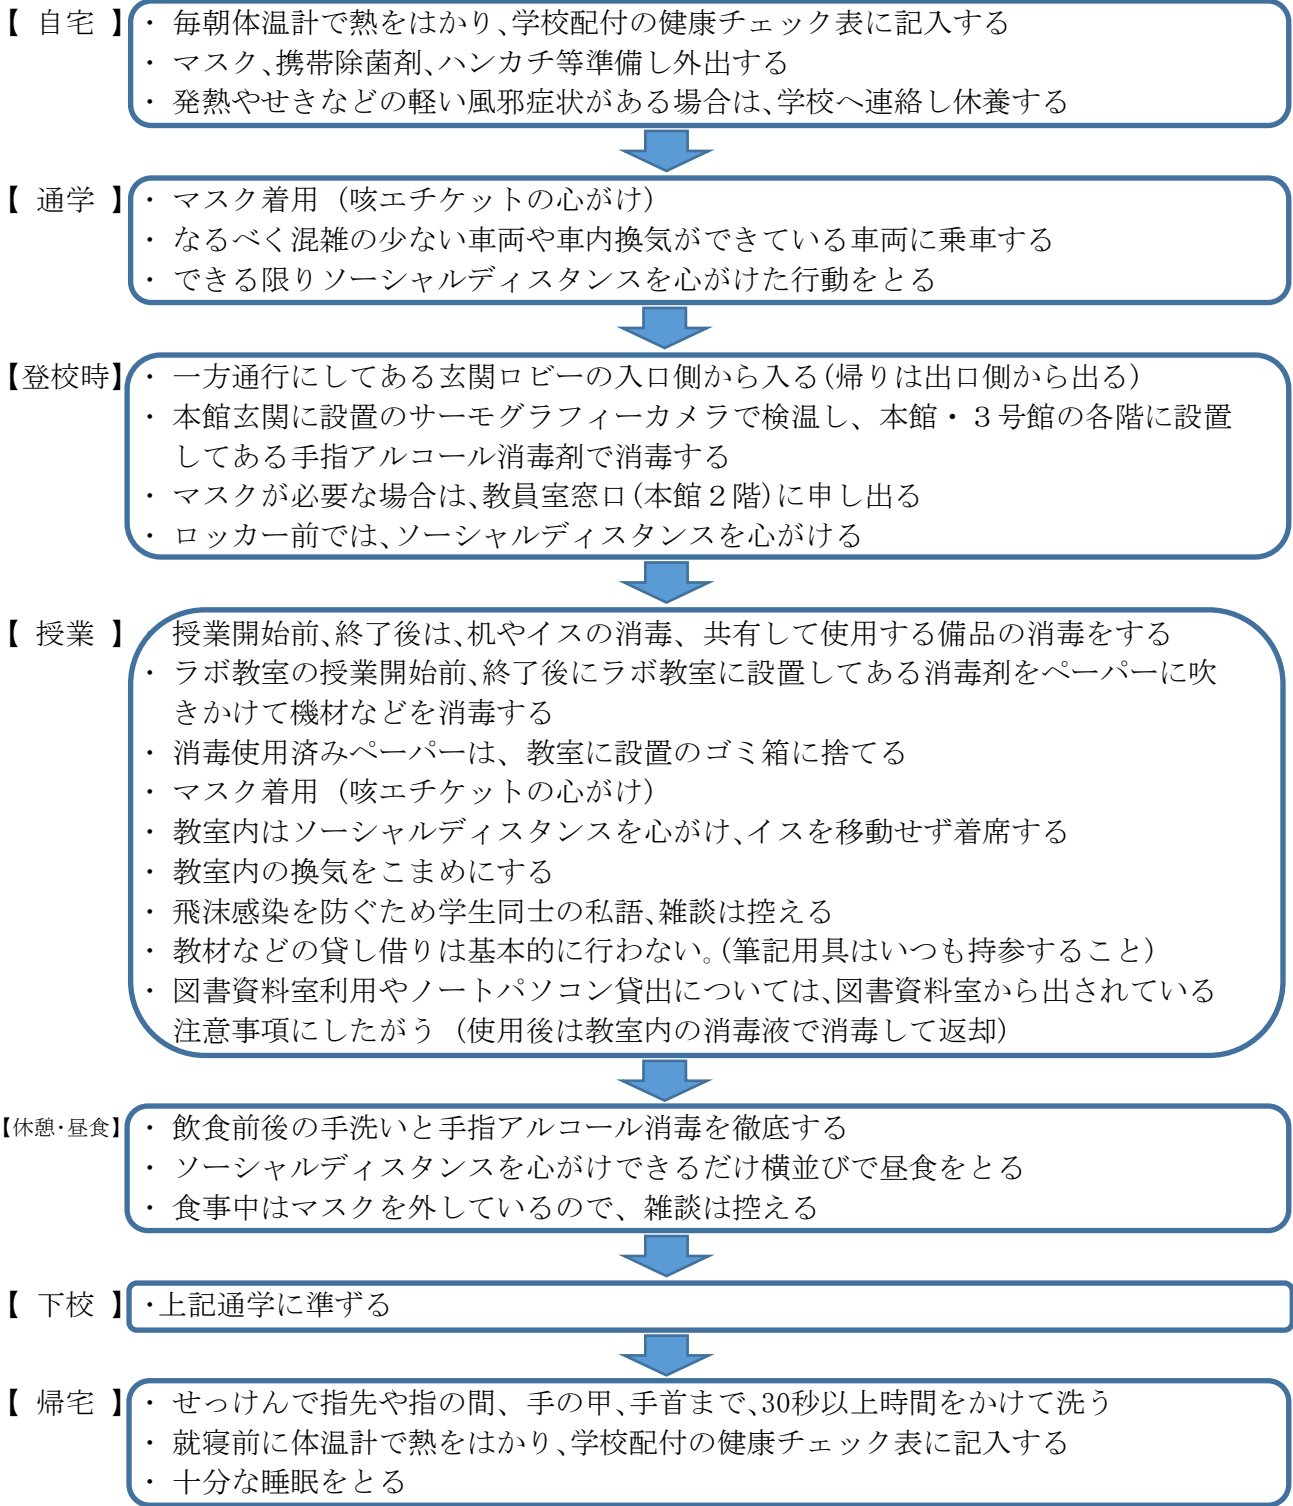 【 自宅 】・ 毎朝体温計で熱をはかり、学校配付の健康チェック表に記入する
・ マスク、携帯除菌剤、ハンカチ等準備し外出する
・ 発熱やせきなどの軽い風邪症状がある場合は、学校へ連絡し休養する
【 通学 】・ マスク着用（咳エチケットの心がけ）
・ なるべく混雑の少ない車両や車内換気ができている車両に乗車する
・ できる限りソーシャルディスタンスを心がけた行動をとる
【登校時】・ 一方通行にしてある玄関ロビーの入口側から入る(帰りは出口側から出る）
・ 本館玄関に設置のサーモグラフィーカメラで検温し、本館・３号館の各階に設置
してある手指アルコール消毒剤で消毒する
・ マスクが必要な場合は、教員室窓口(本館２階)に申し出る
・ ロッカー前では、ソーシャルディスタンスを心がける
【 授業 】・ 授業開始前、終了後は、机やイスの消毒、共有して使用する備品の消毒をする
・ ラボ教室の授業開始前、終了後にラボ教室に設置してある消毒剤をペーパーに吹
きかけて機材などを消毒する
・ 消毒使用済みペーパーは、教室に設置のゴミ箱に捨てる
・ マスク着用（咳エチケットの心がけ）
・ 教室内はソーシャルディスタンスを心がけ、イスを移動せず着席する
・ 教室内の換気をこまめにする
・ 飛沫感染を防ぐため学生同士の私語、雑談は控える
・ 教材などの貸し借りは基本的に行わない。(筆記用具はいつも持参すること）
・ 図書資料室利用やノートパソコン貸出については、図書資料室から出されている
注意事項にしたがう（使用後は教室内の消毒液で消毒して返却）
【休憩・昼食】・ 飲食前後の手洗いと手指アルコール消毒を徹底する
・ ソーシャルディスタンスを心がけできるだけ横並びで昼食をとる
・ 食事中はマスクを外しているので、雑談は控える
【 下校 】・上記通学に準ずる
【 帰宅 】・ せっけんで指先や指の間、手の甲、手首まで、30秒以上時間をかけて洗う
・ 就寝前に体温計で熱をはかり、学校配付の健康チェック表に記入する
・ 十分な睡眠をとる